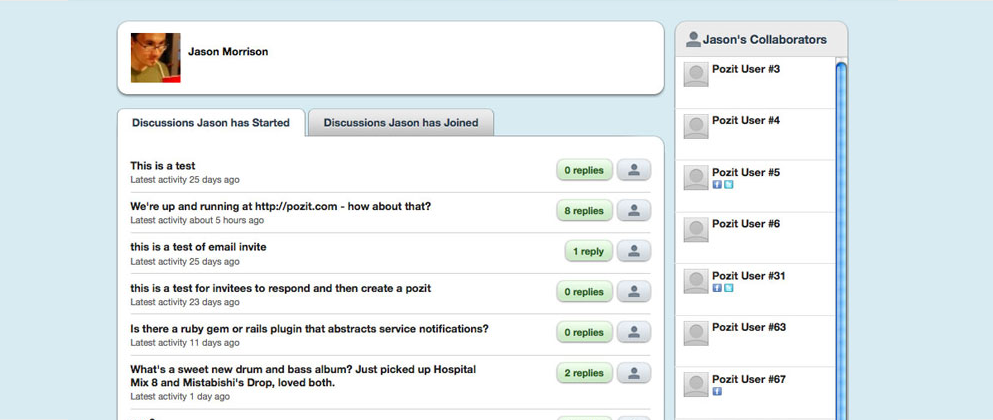 Jason Morrison
Jason's Collaborators
Discussions Jason has Started
Discussions Jason has Joined
This is a test
Latest activity 25 days ago
0 replies
We're up and running at http://pozit.com - how about that?
Latest activity about 5 hours ago
8 replies
this is a test of email invite
Latest activity 25 days ago
1 reply
this is a test for invitees to respond and then create a pozit
Latest activity 23 days ago
0 replies
Is there a ruby gem or rails plugin that abstracts service notifications?
Latest activity 11 days ago
0 replies
What's a sweet new drum and bass album? Just picked up Hospital
Mix 8 and Mistabishi's Drop, loved both.
Latest activity 1 day ago
2 replies
Pozit User #3
Pozit User #4
Pozit User #5
Pozit User #6
Pozit User #31
Pozit User #63
Pozit User #67